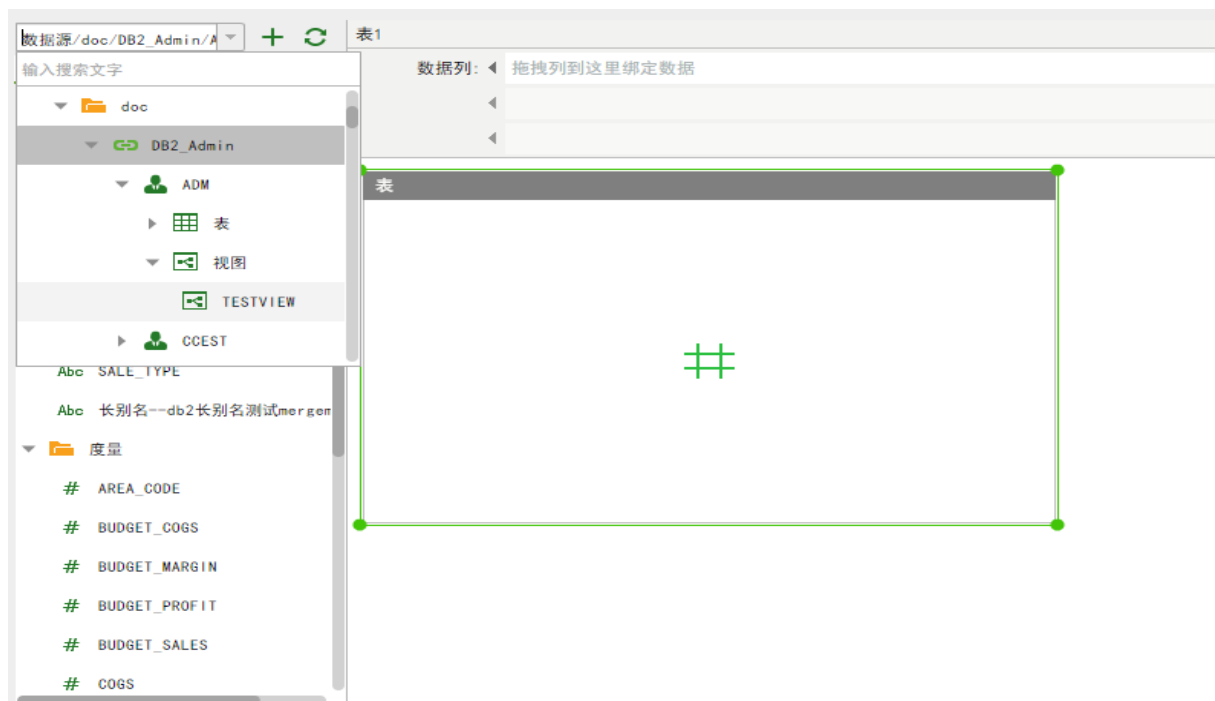 数据源/doc/DB2_Admin/A
表1
输入搜索文字
数据列:
拖拽列到这里绑定数据
doc
DB2_Admin
ADM
表
视图
TESTVIEW
CCEST
表
Abc SALE_TYPE
Abc 长别名--db2长别名测试mergem
度量
# AREA_CODE
# BUDGET_COGS
# BUDGET_MARGIN
# BUDGET_PROFIT
# BUDGET_SALES
# COGS